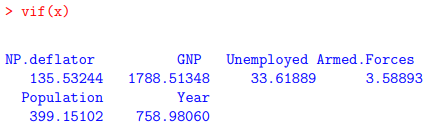 > vif(x)
NP.deflator GNP Unemployed Armed.Forces
135.53244 1788.51348 33.61889 3.58893
Population Year
399.15102 758.98060